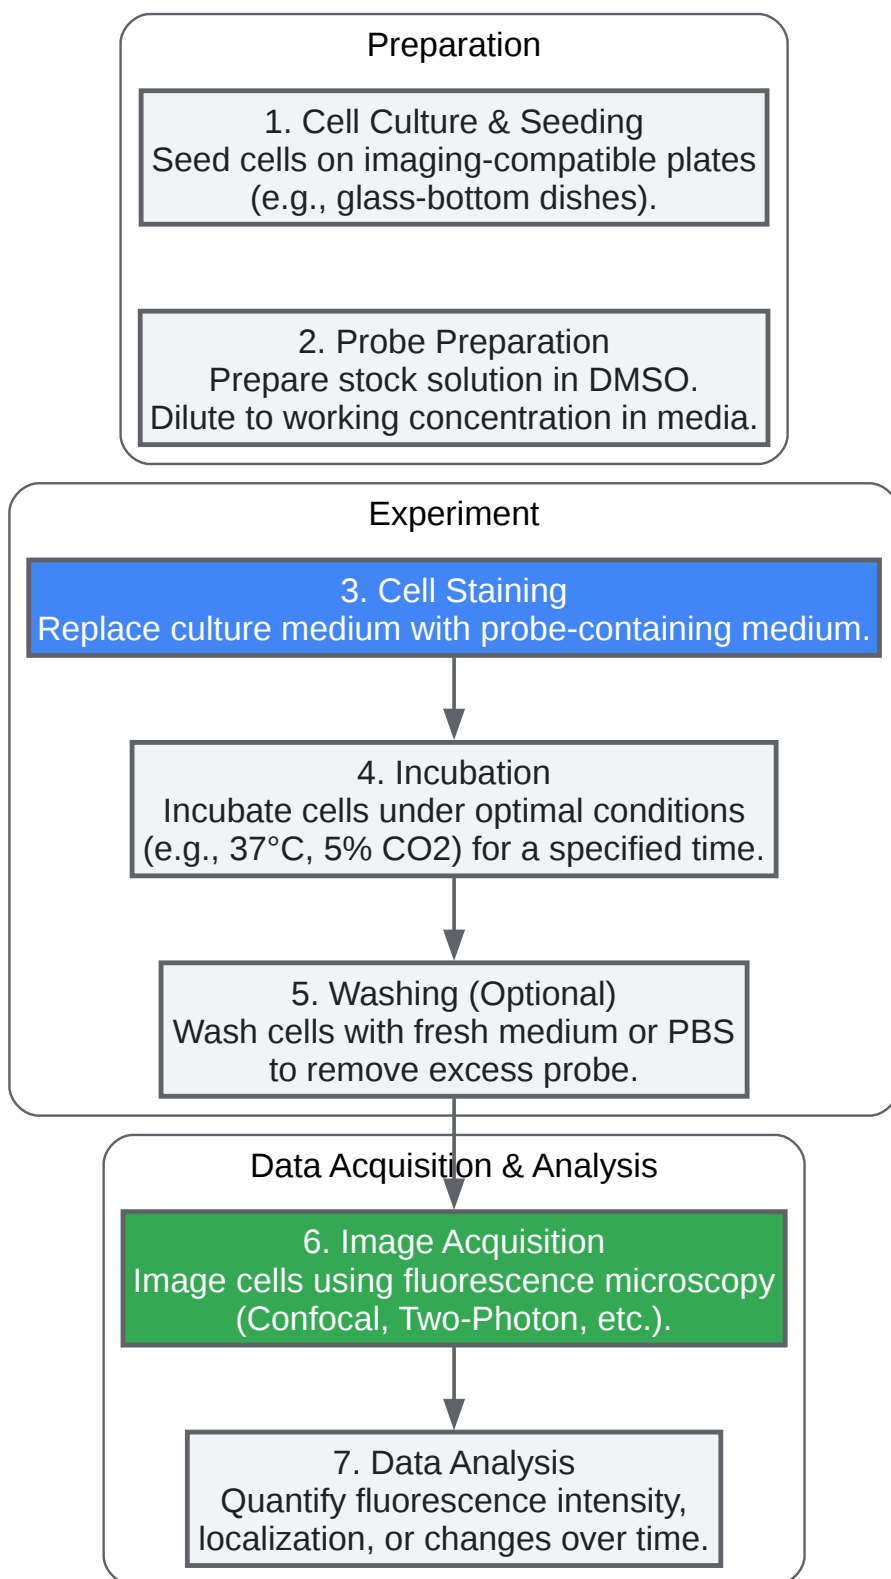 Preparation
1. Cell Culture & Seeding
Seed cells on imaging-compatible plates
(e.g., glass-bottom dishes).
2. Probe Preparation
Prepare stock solution in DMSO.
Dilute to working concentration in media.
Experiment
3. Cell Staining
Replace culture medium with probe-containing medium.
4. Incubation
Incubate cells under optimal conditions
(e.g., 37°C, 5% CO2) for a specified time.
5. Washing (Optional)
Wash cells with fresh medium or PBS
to remove excess probe.
Data Acquisition & Analysis
6. Image Acquisition
Image cells using fluorescence microscopy
(Confocal, Two-Photon, etc.).
7. Data Analysis
Quantify fluorescence intensity,
localization, or changes over time.